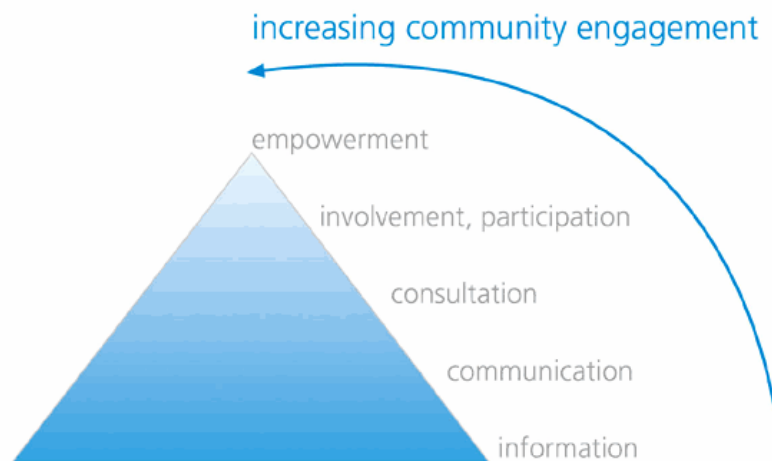 increasing community engagement
empowerment
involvement, participation
consultation
communication
information